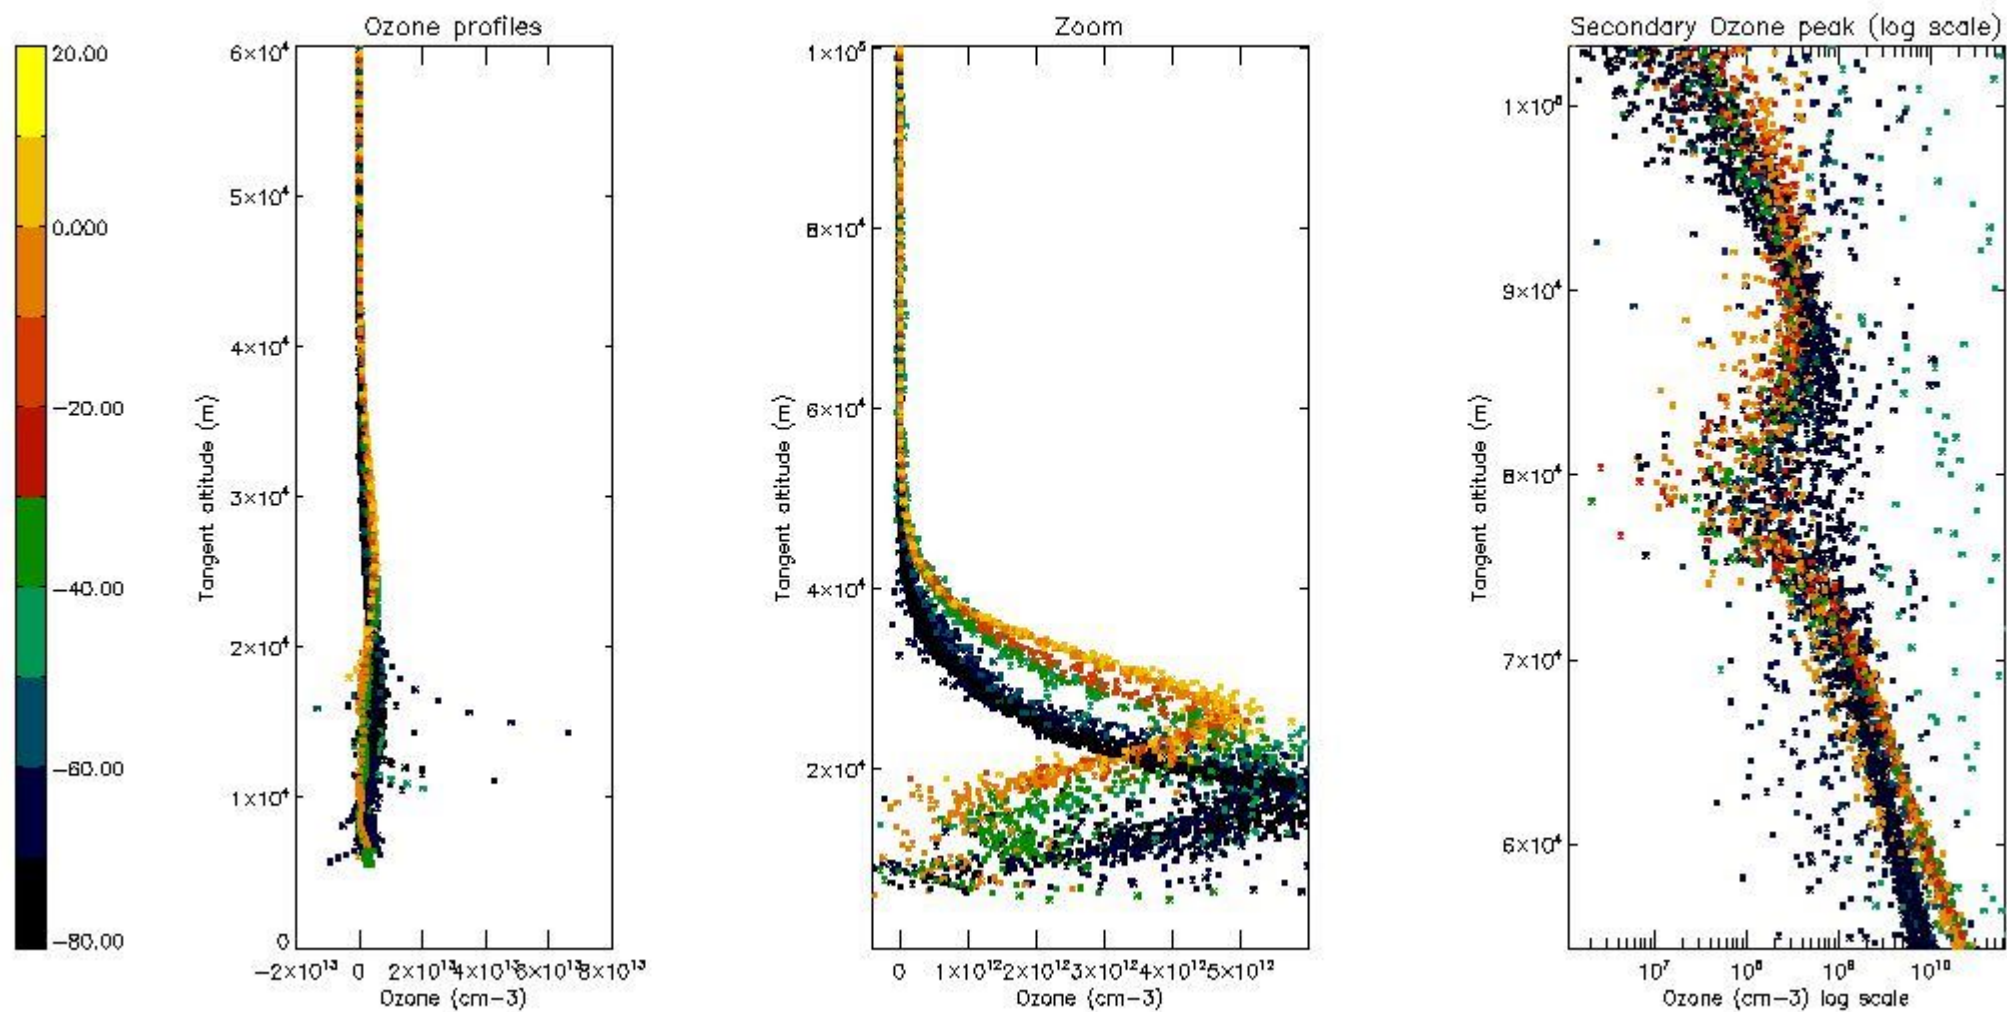 Ozone profiles
Zoom
Secondary Ozone peak (log scale)
20.00
0.000
−20.00
−40.00
−60.00
−80.00
6×10⁴
5×10⁴
4×10⁴
3×10⁴
2×10⁴
1×10⁴
0
Tangent altitude (m)
−2×10¹³ 0 2×10¹³ 4×10¹³ 6×10¹³ 8×10¹³
Ozone (cm−3)
1×10⁵
8×10⁴
6×10⁴
4×10⁴
2×10⁴
Tangent altitude (m)
0 1×10¹² 2×10¹² 3×10¹² 4×10¹² 5×10¹²
Ozone (cm−3)
1×10⁵
9×10⁴
8×10⁴
7×10⁴
6×10⁴
Tangent altitude (m)
10⁷ 10⁸ 10⁹ 10¹⁰
Ozone (cm−3) log scale